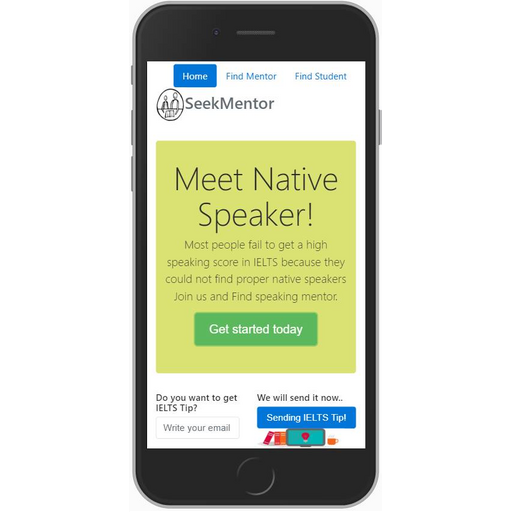 Home Find Mentor Find Student
SeekMentor
Meet Native
Speaker!
Most people fail to get a high
speaking score in IELTS because they
could not find proper native speakers
Join us and Find speaking mentor.
Get started today
Do you want to get
IELTS Tip?
Write your email
We will send it now..
Sending IELTS Tip!